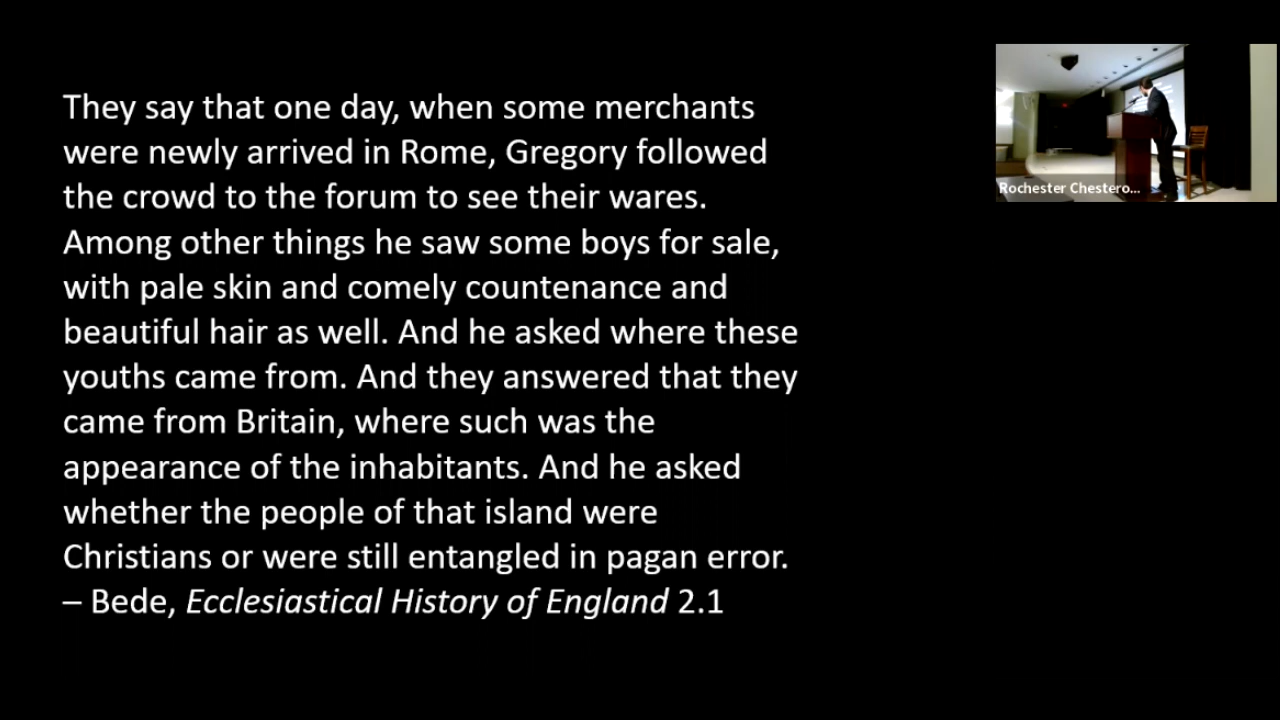 They say that one day, when some merchants
were newly arrived in Rome, Gregory followed
the crowd to the forum to see their wares.
Among other things he saw some boys for sale,
with pale skin and comely countenance and
beautiful hair as well. And he asked where these
youths came from. And they answered that they
came from Britain, where such was the
appearance of the inhabitants. And he asked
whether the people of that island were
Christians or were still entangled in pagan error.
– Bede, Ecclesiastical History of England 2.1
Rochester Chestero...